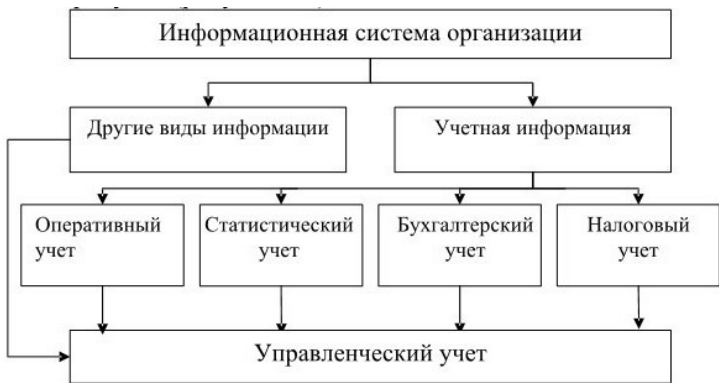 Информационная система организации
Другие виды информации
Учетная информация
Оперативный
учет
Статистический
учет
Бухгалтерский
учет
Налоговый
учет
Управленческий учет